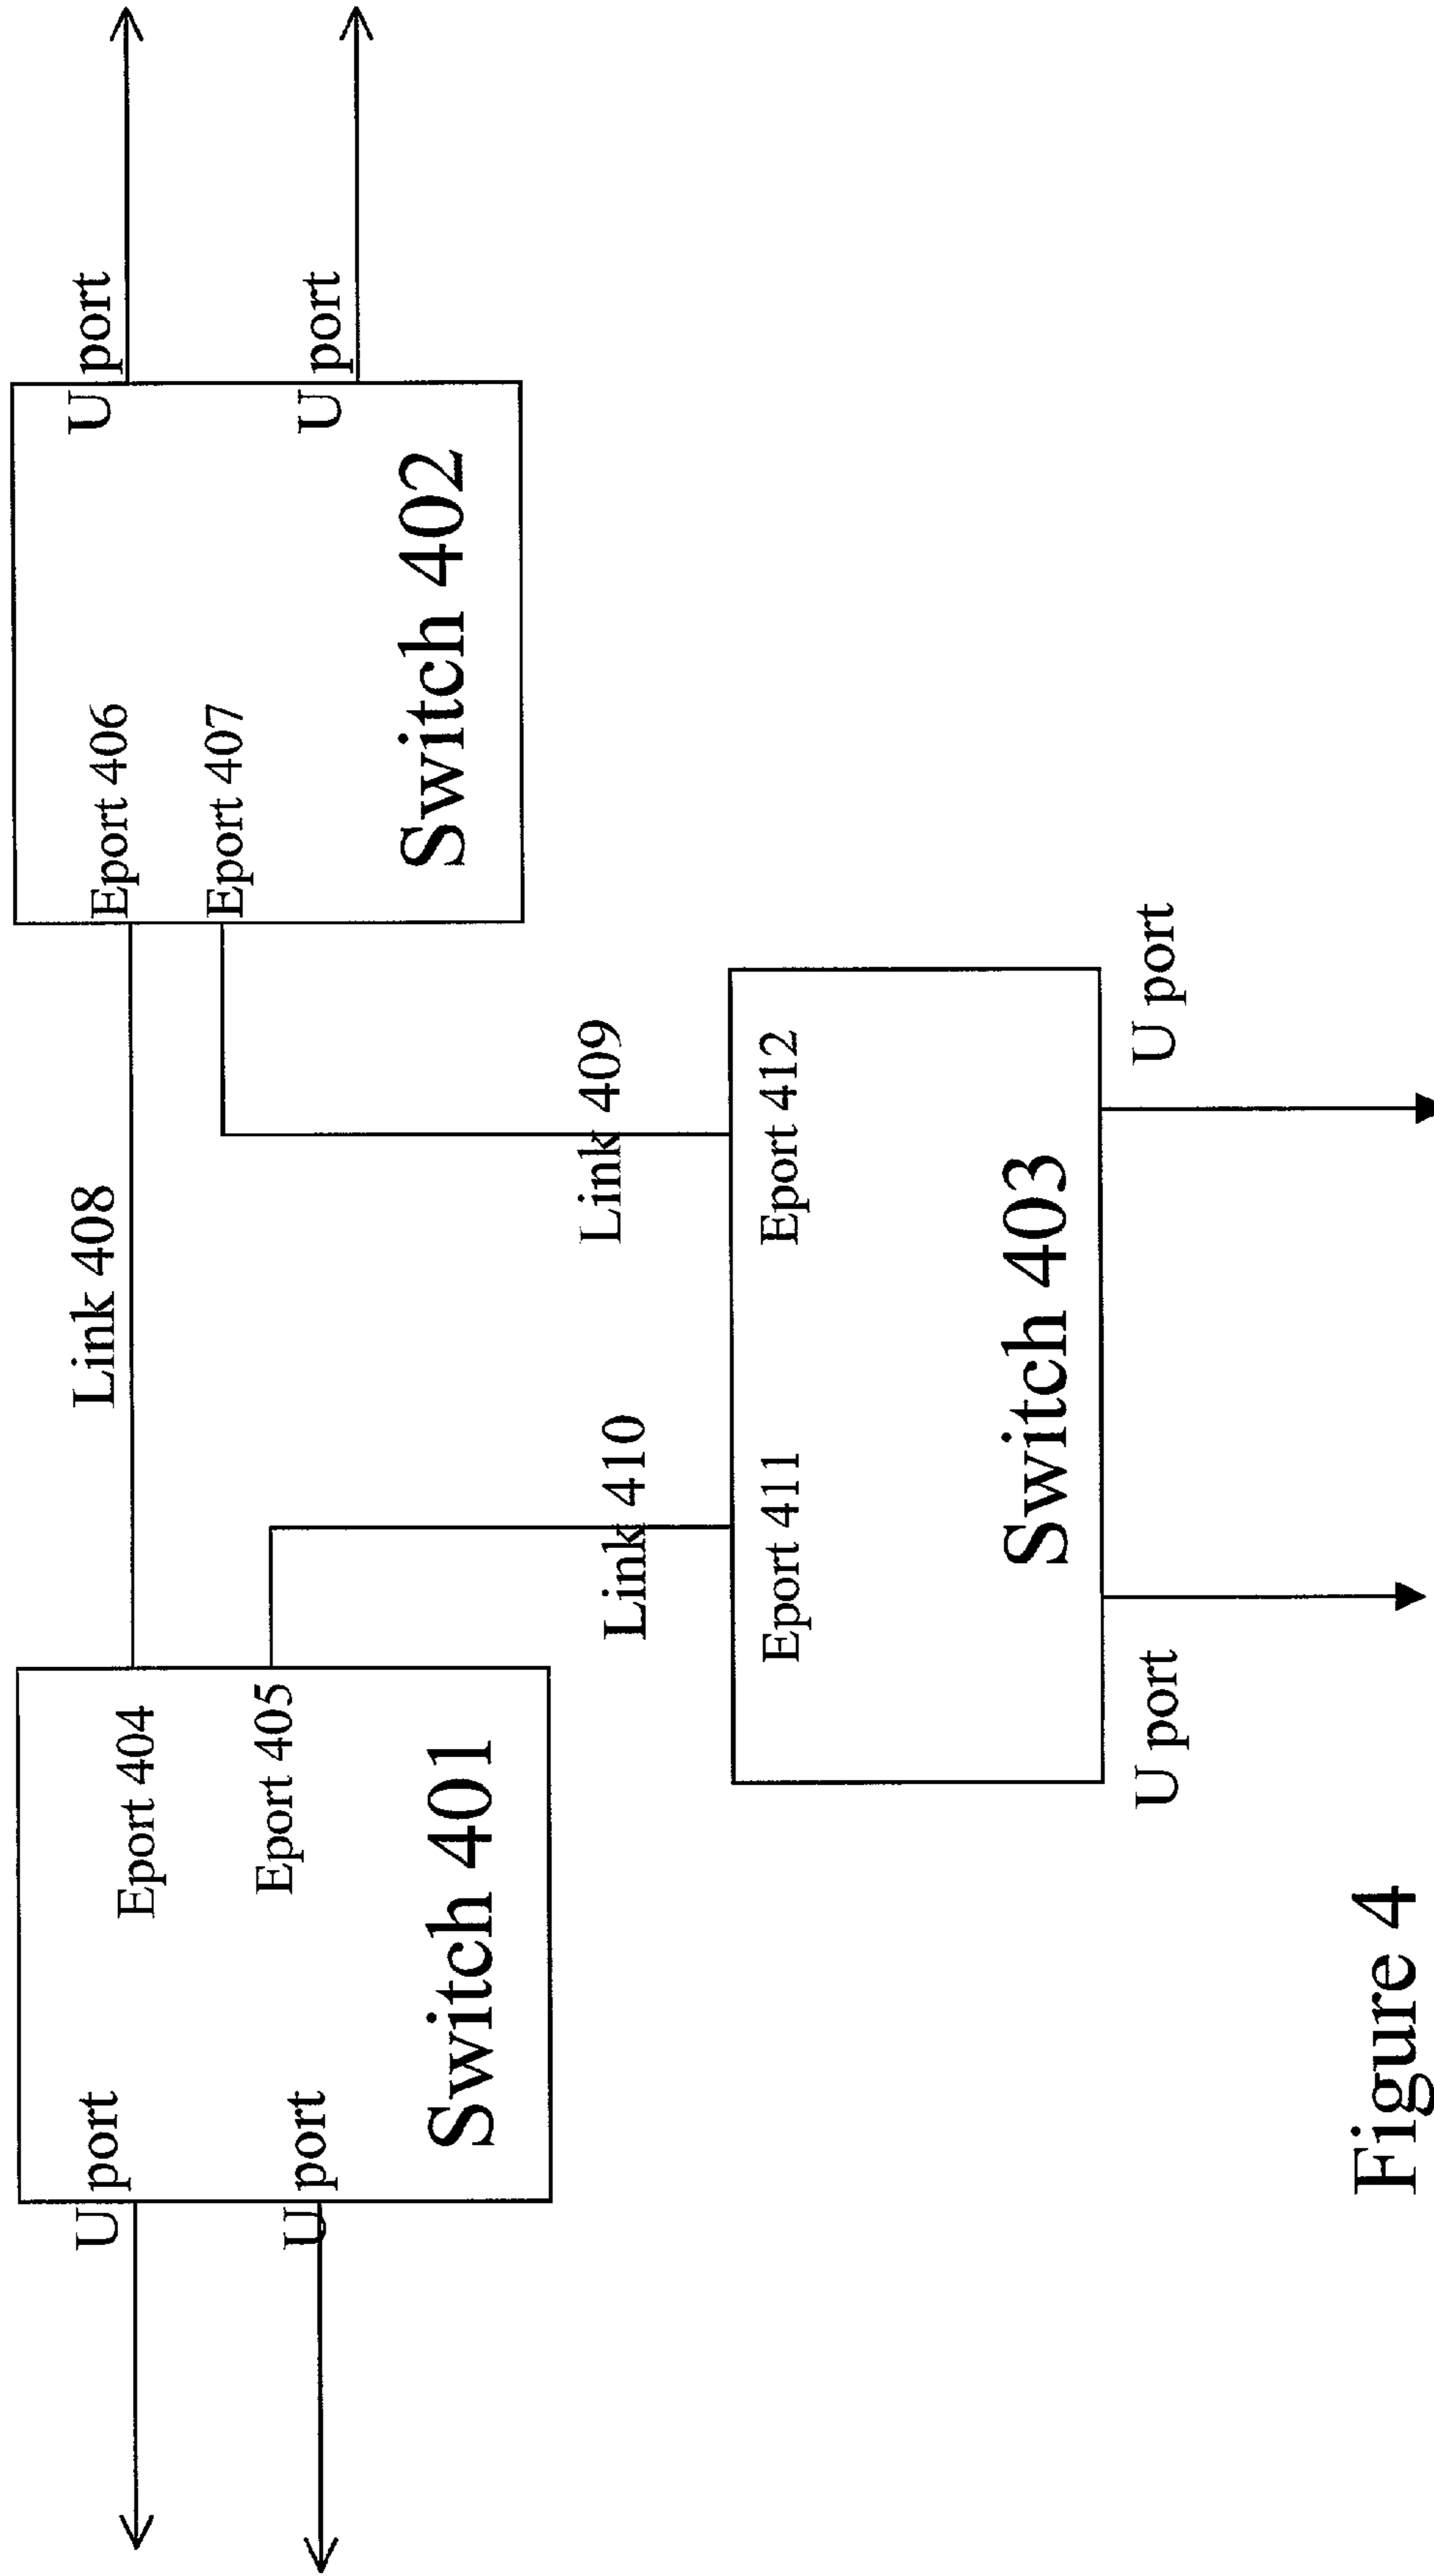 U port
U port
Eport 404
Eport 405
Switch 401
Link 408
Eport 406
Eport 407
U port
U port
Switch 402
Link 410
Link 409
Eport 411
Eport 412
Switch 403
U port
U port
Figure 4